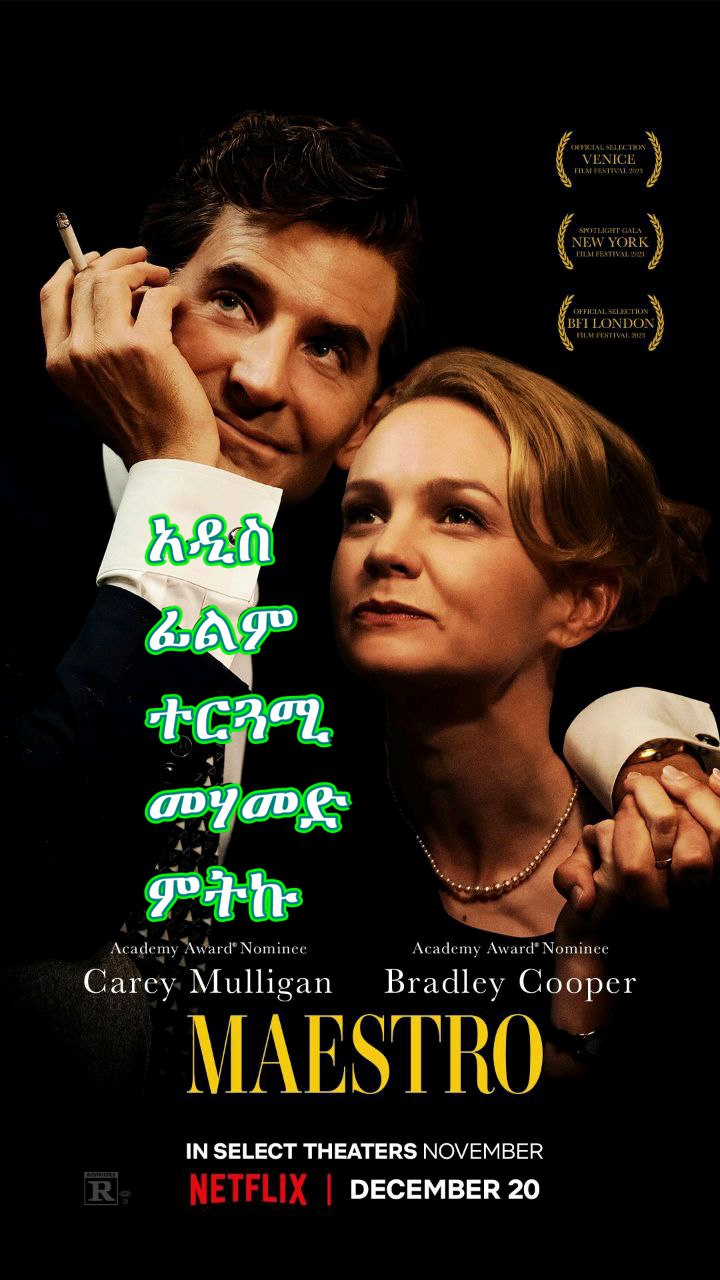 OFFICIAL SELECTION
VENICE
FILM FESTIVAL 2023
SPOTLIGHT GALA
NEW YORK
FILM FESTIVAL 2023
OFFICIAL SELECTION
BFI LONDON
FILM FESTIVAL 2023
አዲስ
ፊልም
ተርጓሚ
መሃመድ
ምትኩ
Academy Award® Nominee Academy Award® Nominee
Carey Mulligan Bradley Cooper
MAESTRO
IN SELECT THEATERS NOVEMBER
R NETFLIX | DECEMBER 20